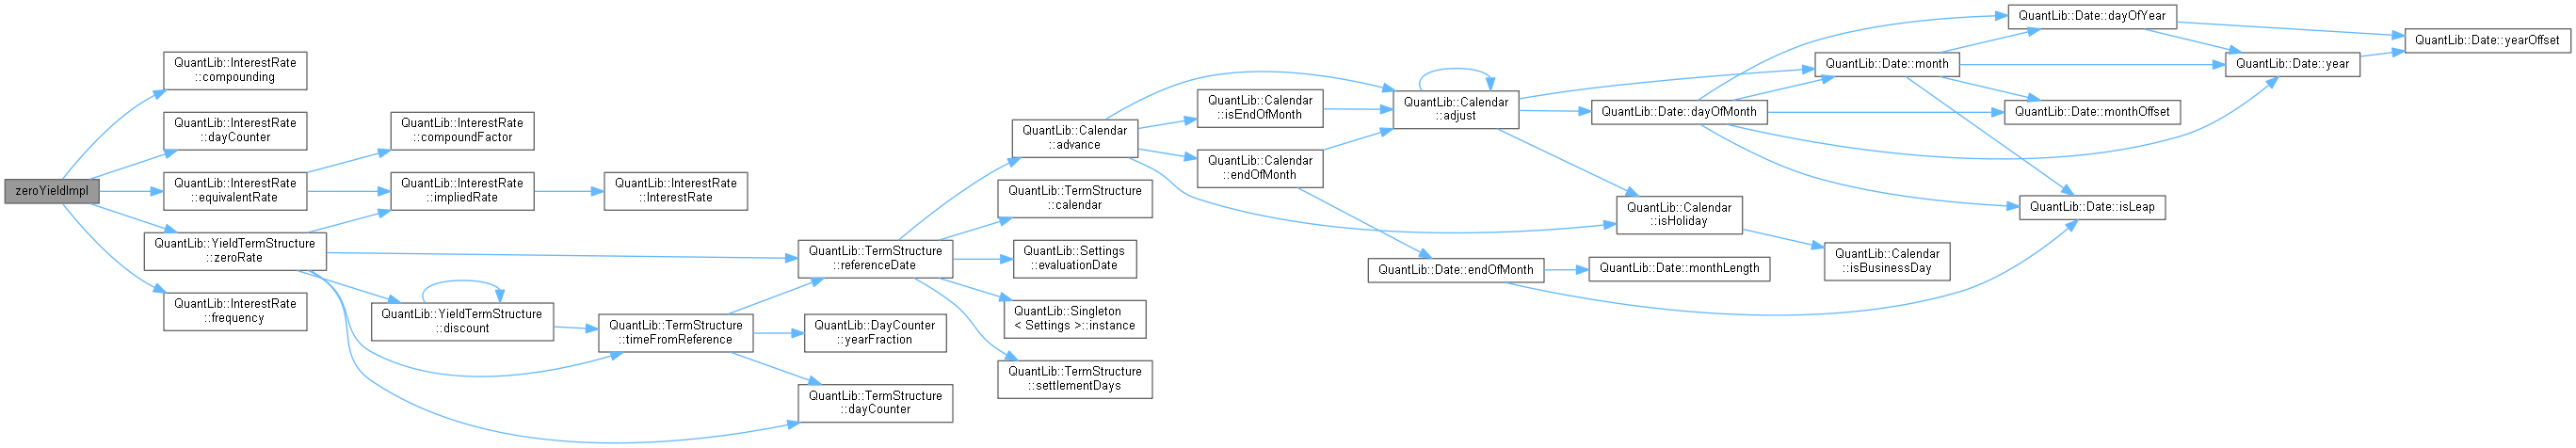 zeroYieldImpl
QuantLib::InterestRate
::compounding
QuantLib::InterestRate
::dayCounter
QuantLib::InterestRate
::equivalentRate
QuantLib::YieldTermStructure
::zeroRate
QuantLib::InterestRate
::frequency
QuantLib::InterestRate
::compoundFactor
QuantLib::InterestRate
::impliedRate
QuantLib::YieldTermStructure
::discount
QuantLib::InterestRate
::InterestRate
QuantLib::TermStructure
::timeFromReference
QuantLib::TermStructure
::referenceDate
QuantLib::DayCounter
::yearFraction
QuantLib::TermStructure
::dayCounter
QuantLib::Calendar
::advance
QuantLib::TermStructure
::calendar
QuantLib::Settings
::evaluationDate
QuantLib::Singleton
< Settings >::instance
QuantLib::TermStructure
::settlementDays
QuantLib::Calendar
::isEndOfMonth
QuantLib::Calendar
::endOfMonth
QuantLib::Calendar
::adjust
QuantLib::Date::endOfMonth
QuantLib::Date::dayOfMonth
QuantLib::Calendar
::isHoliday
QuantLib::Date::monthLength
QuantLib::Date::month
QuantLib::Calendar
::isBusinessDay
QuantLib::Date::dayOfYear
QuantLib::Date::monthOffset
QuantLib::Date::isLeap
QuantLib::Date::year
QuantLib::Date::yearOffset